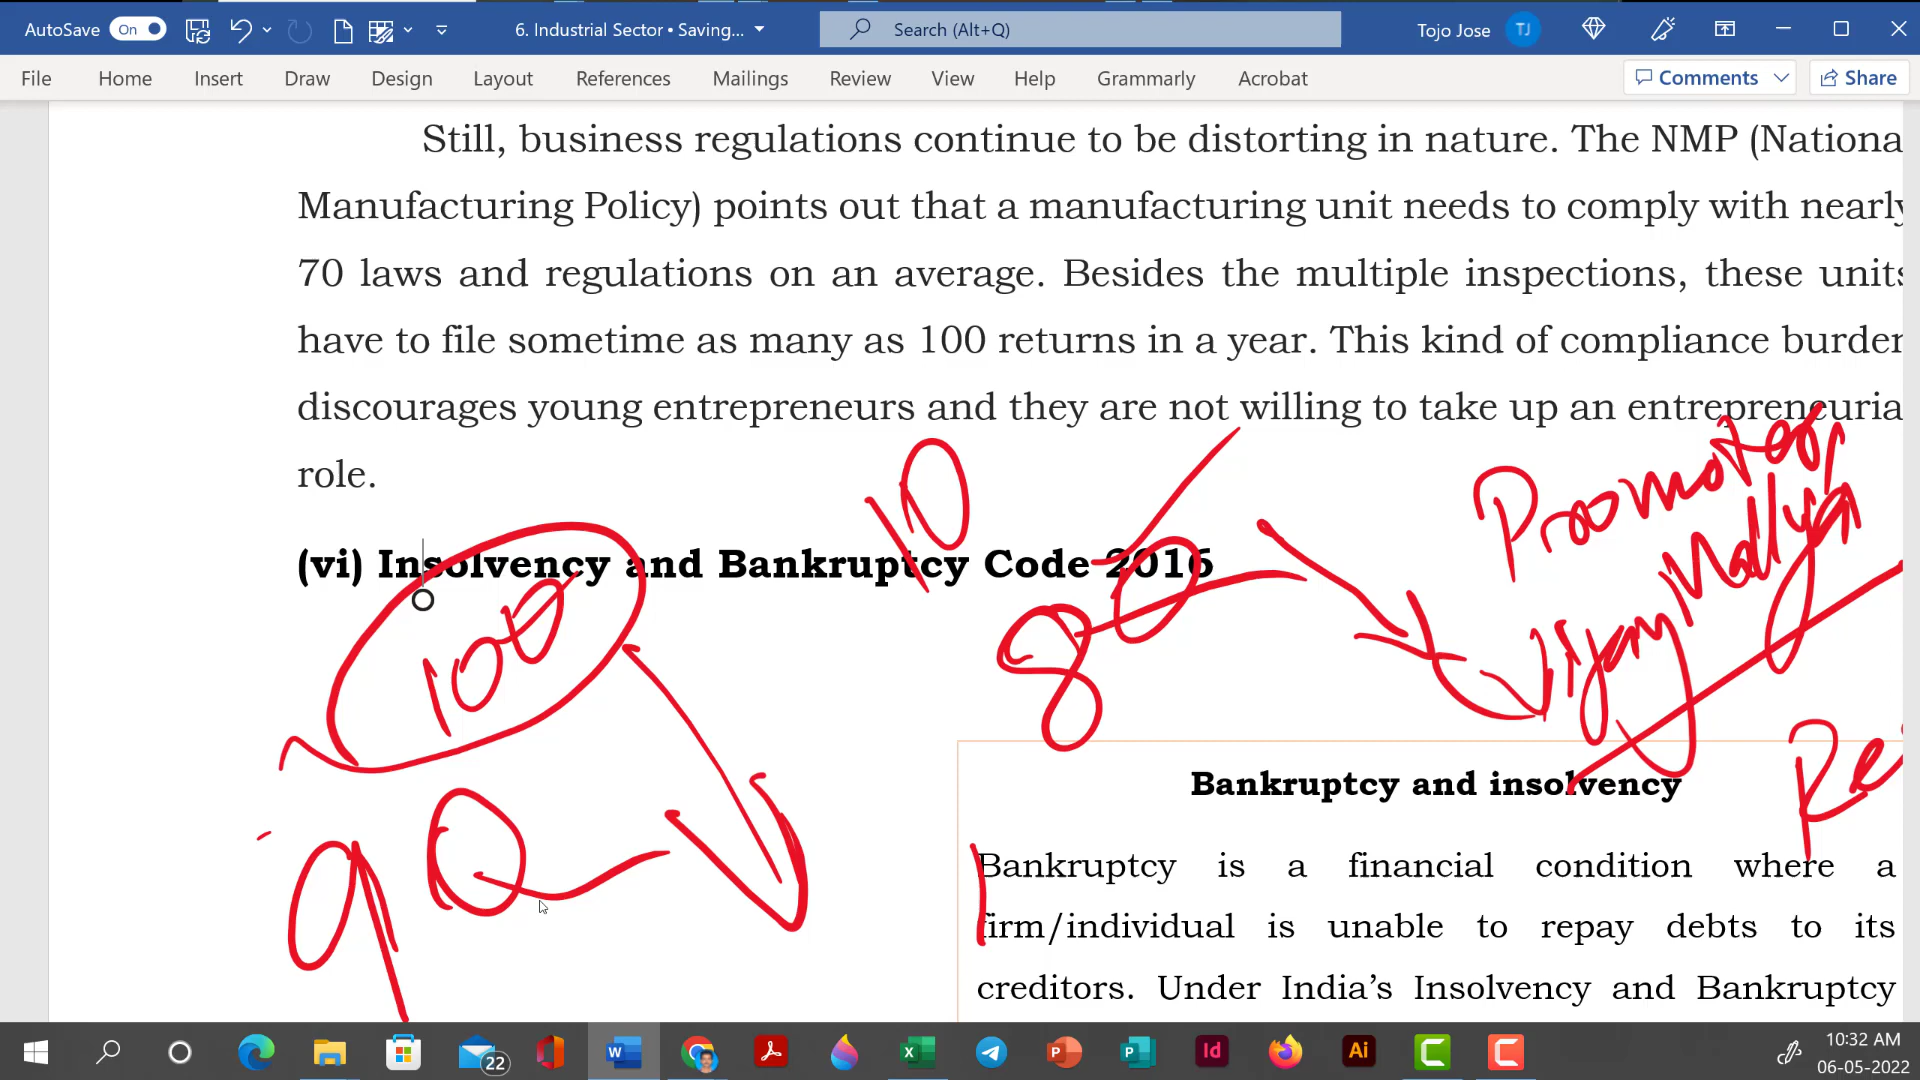 AutoSave On 6. Industrial Sector • Saving... Search (Alt+Q) Tojo Jose TJ
File Home Insert Draw Design Layout References Mailings Review View Help Grammarly Acrobat Comments Share
Still, business regulations continue to be distorting in nature. The NMP (Nationa
Manufacturing Policy) points out that a manufacturing unit needs to comply with nearly
70 laws and regulations on an average. Besides the multiple inspections, these units
have to file sometime as many as 100 returns in a year. This kind of compliance burden
discourages young entrepreneurs and they are not willing to take up an entrepreneuria
role.
10
Promoter
(vi) Insolvency and Bankruptcy Code 2016
100
80
Vijay Mallya
Re
Bankruptcy and insolvency
90
Bankruptcy is a financial condition where a
firm/individual is unable to repay debts to its
creditors. Under India's Insolvency and Bankruptcy
22
10:32 AM
06-05-2022